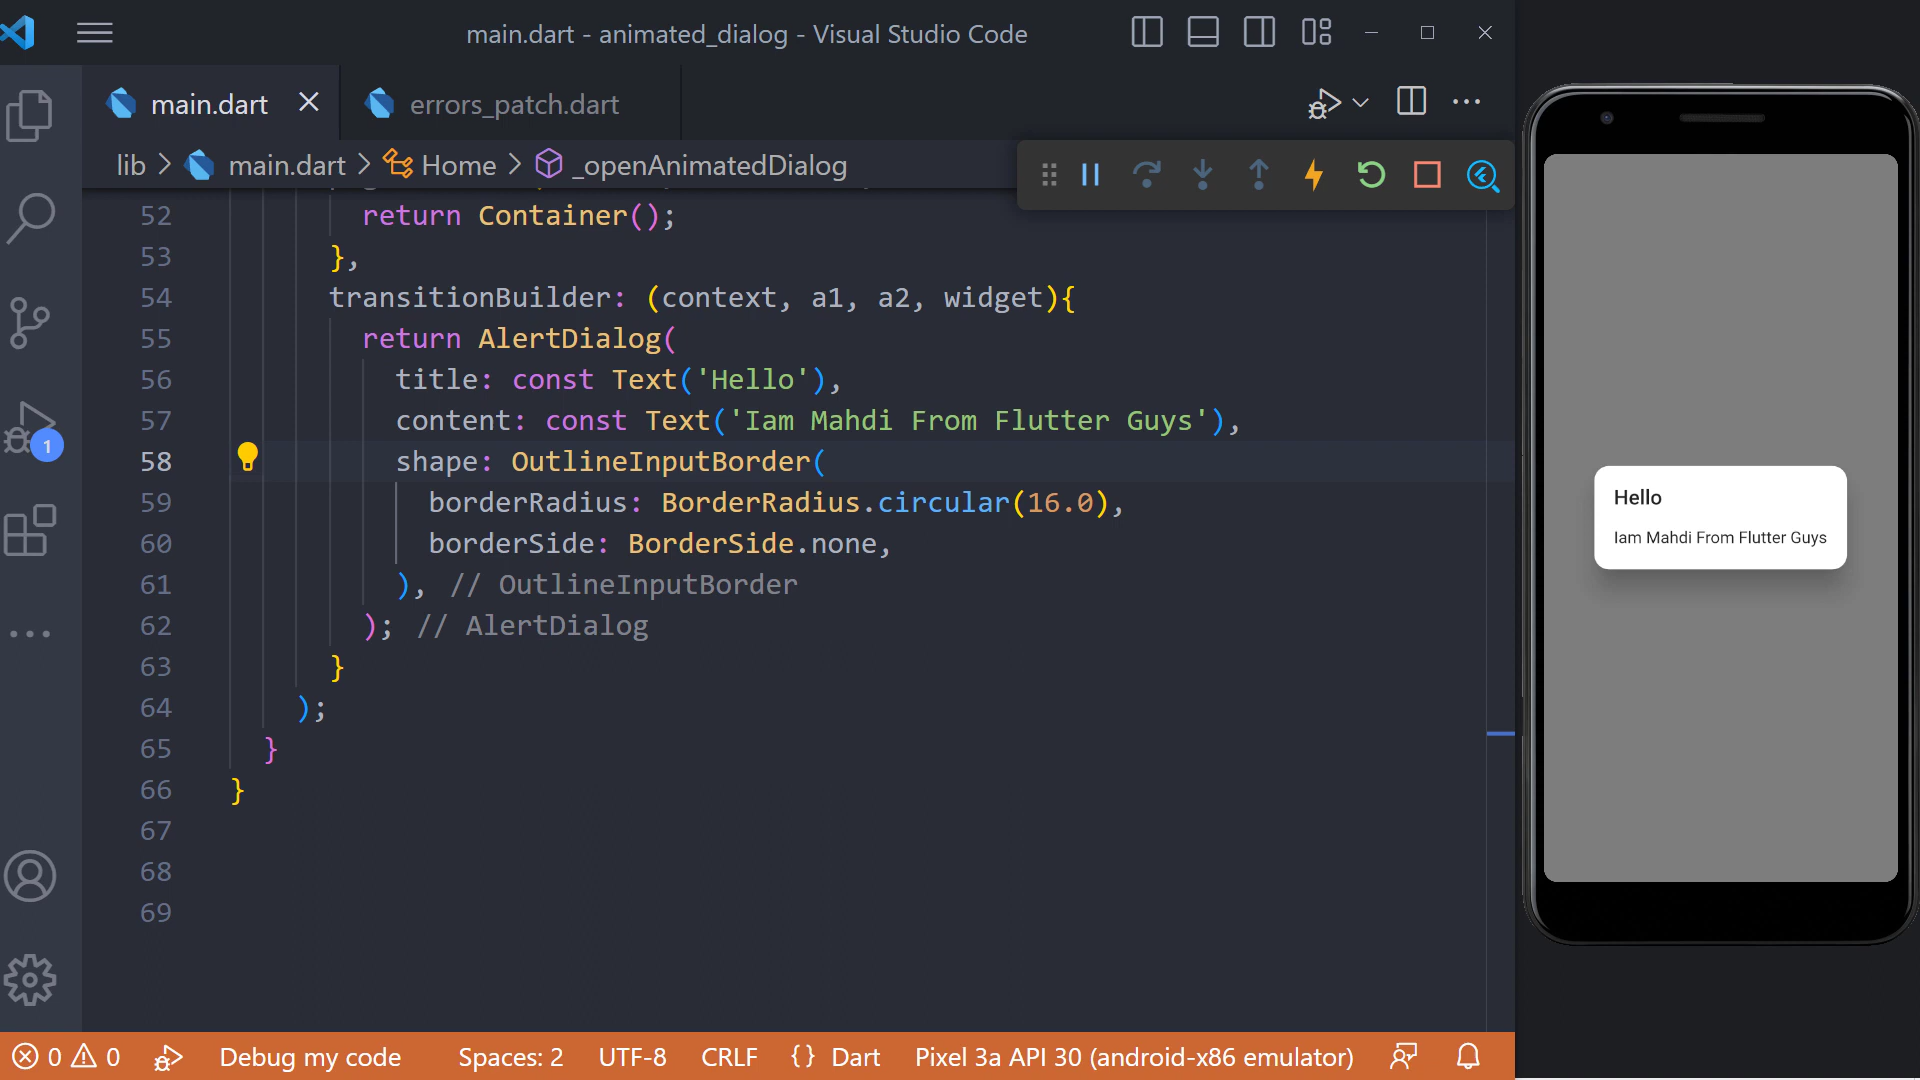 main.dart - animated_dialog - Visual Studio Code
main.dart
errors_patch.dart
lib > main.dart > Home > _openAnimatedDialog
52 return Container();
53 },
54 transitionBuilder: (context, a1, a2, widget){
55 return AlertDialog(
56 title: const Text('Hello'),
57 content: const Text('Iam Mahdi From Flutter Guys'),
58 shape: OutlineInputBorder(
59 borderRadius: BorderRadius.circular(16.0),
60 borderSide: BorderSide.none,
61 ), // OutlineInputBorder
62 ); // AlertDialog
63 }
64 );
65 }
66 }
67
68
69
1
Hello
Iam Mahdi From Flutter Guys
0 0 Debug my code Spaces: 2 UTF-8 CRLF {} Dart Pixel 3a API 30 (android-x86 emulator)